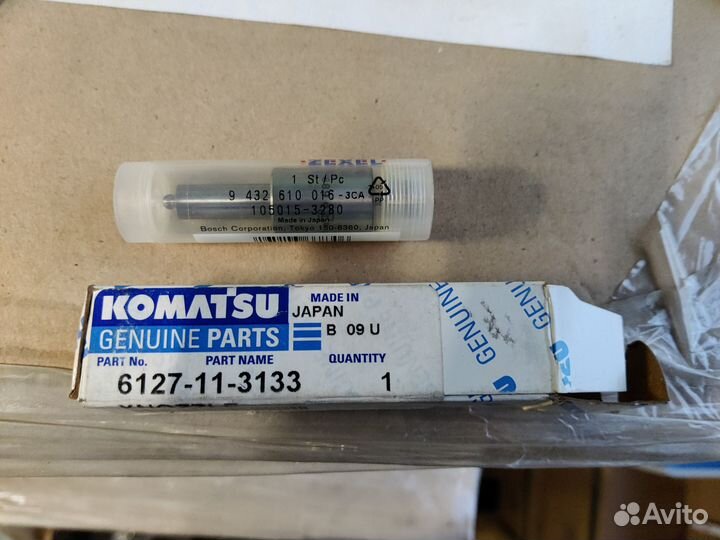 ZEXEL
1 St/Pc
9 432 610 016-3CA
105015-3280
Made in Japan
Bosch Corporation, Tokyo 150-8360, Japan
PP
KOMATSU
GENUINE PARTS
MADE IN
JAPAN
B 09 U
PART No. PART NAME QUANTITY
6127-11-3133 1
GENUINE
GENUINE
Avito